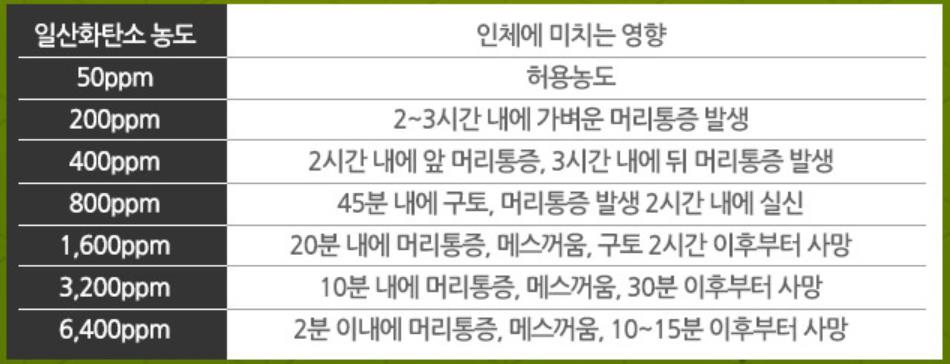 일산화탄소 농도 인체에 미치는 영향
50ppm 허용농도
200ppm 2~3시간 내에 가벼운 머리통증 발생
400ppm 2시간 내에 앞 머리통증, 3시간 내에 뒤 머리통증 발생
800ppm 45분 내에 구토, 머리통증 발생 2시간 내에 실신
1,600ppm 20분 내에 머리통증, 메스꺼움, 구토 2시간 이후부터 사망
3,200ppm 10분 내에 머리통증, 메스꺼움, 30분 이후부터 사망
6,400ppm 2분 이내에 머리통증, 메스꺼움, 10~15분 이후부터 사망